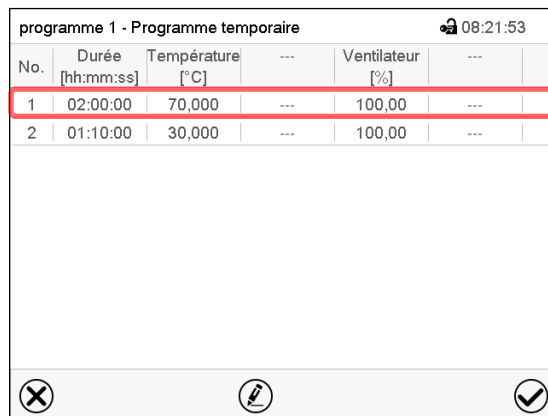 programme 1 - Programme temporaire 08:21:53
No. Durée [hh:mm:ss] Température [°C] --- Ventilateur [%] ---
1 02:00:00 70,000 --- 100,00 ---
2 01:10:00 30,000 --- 100,00 ---